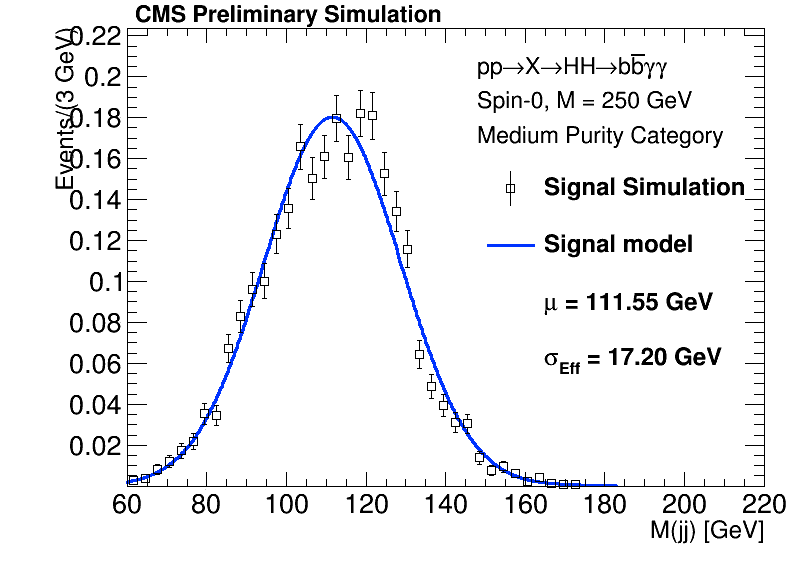 CMS Preliminary Simulation
Events/(3 GeV)
0.22
0.2
0.18
0.16
0.14
0.12
0.1
0.08
0.06
0.04
0.02
pp→X→HH→bb̅γγ
Spin-0, M = 250 GeV
Medium Purity Category
Signal Simulation
Signal model
μ = 111.55 GeV
σEff = 17.20 GeV
60 80 100 120 140 160 180 200 220
M(jj) [GeV]